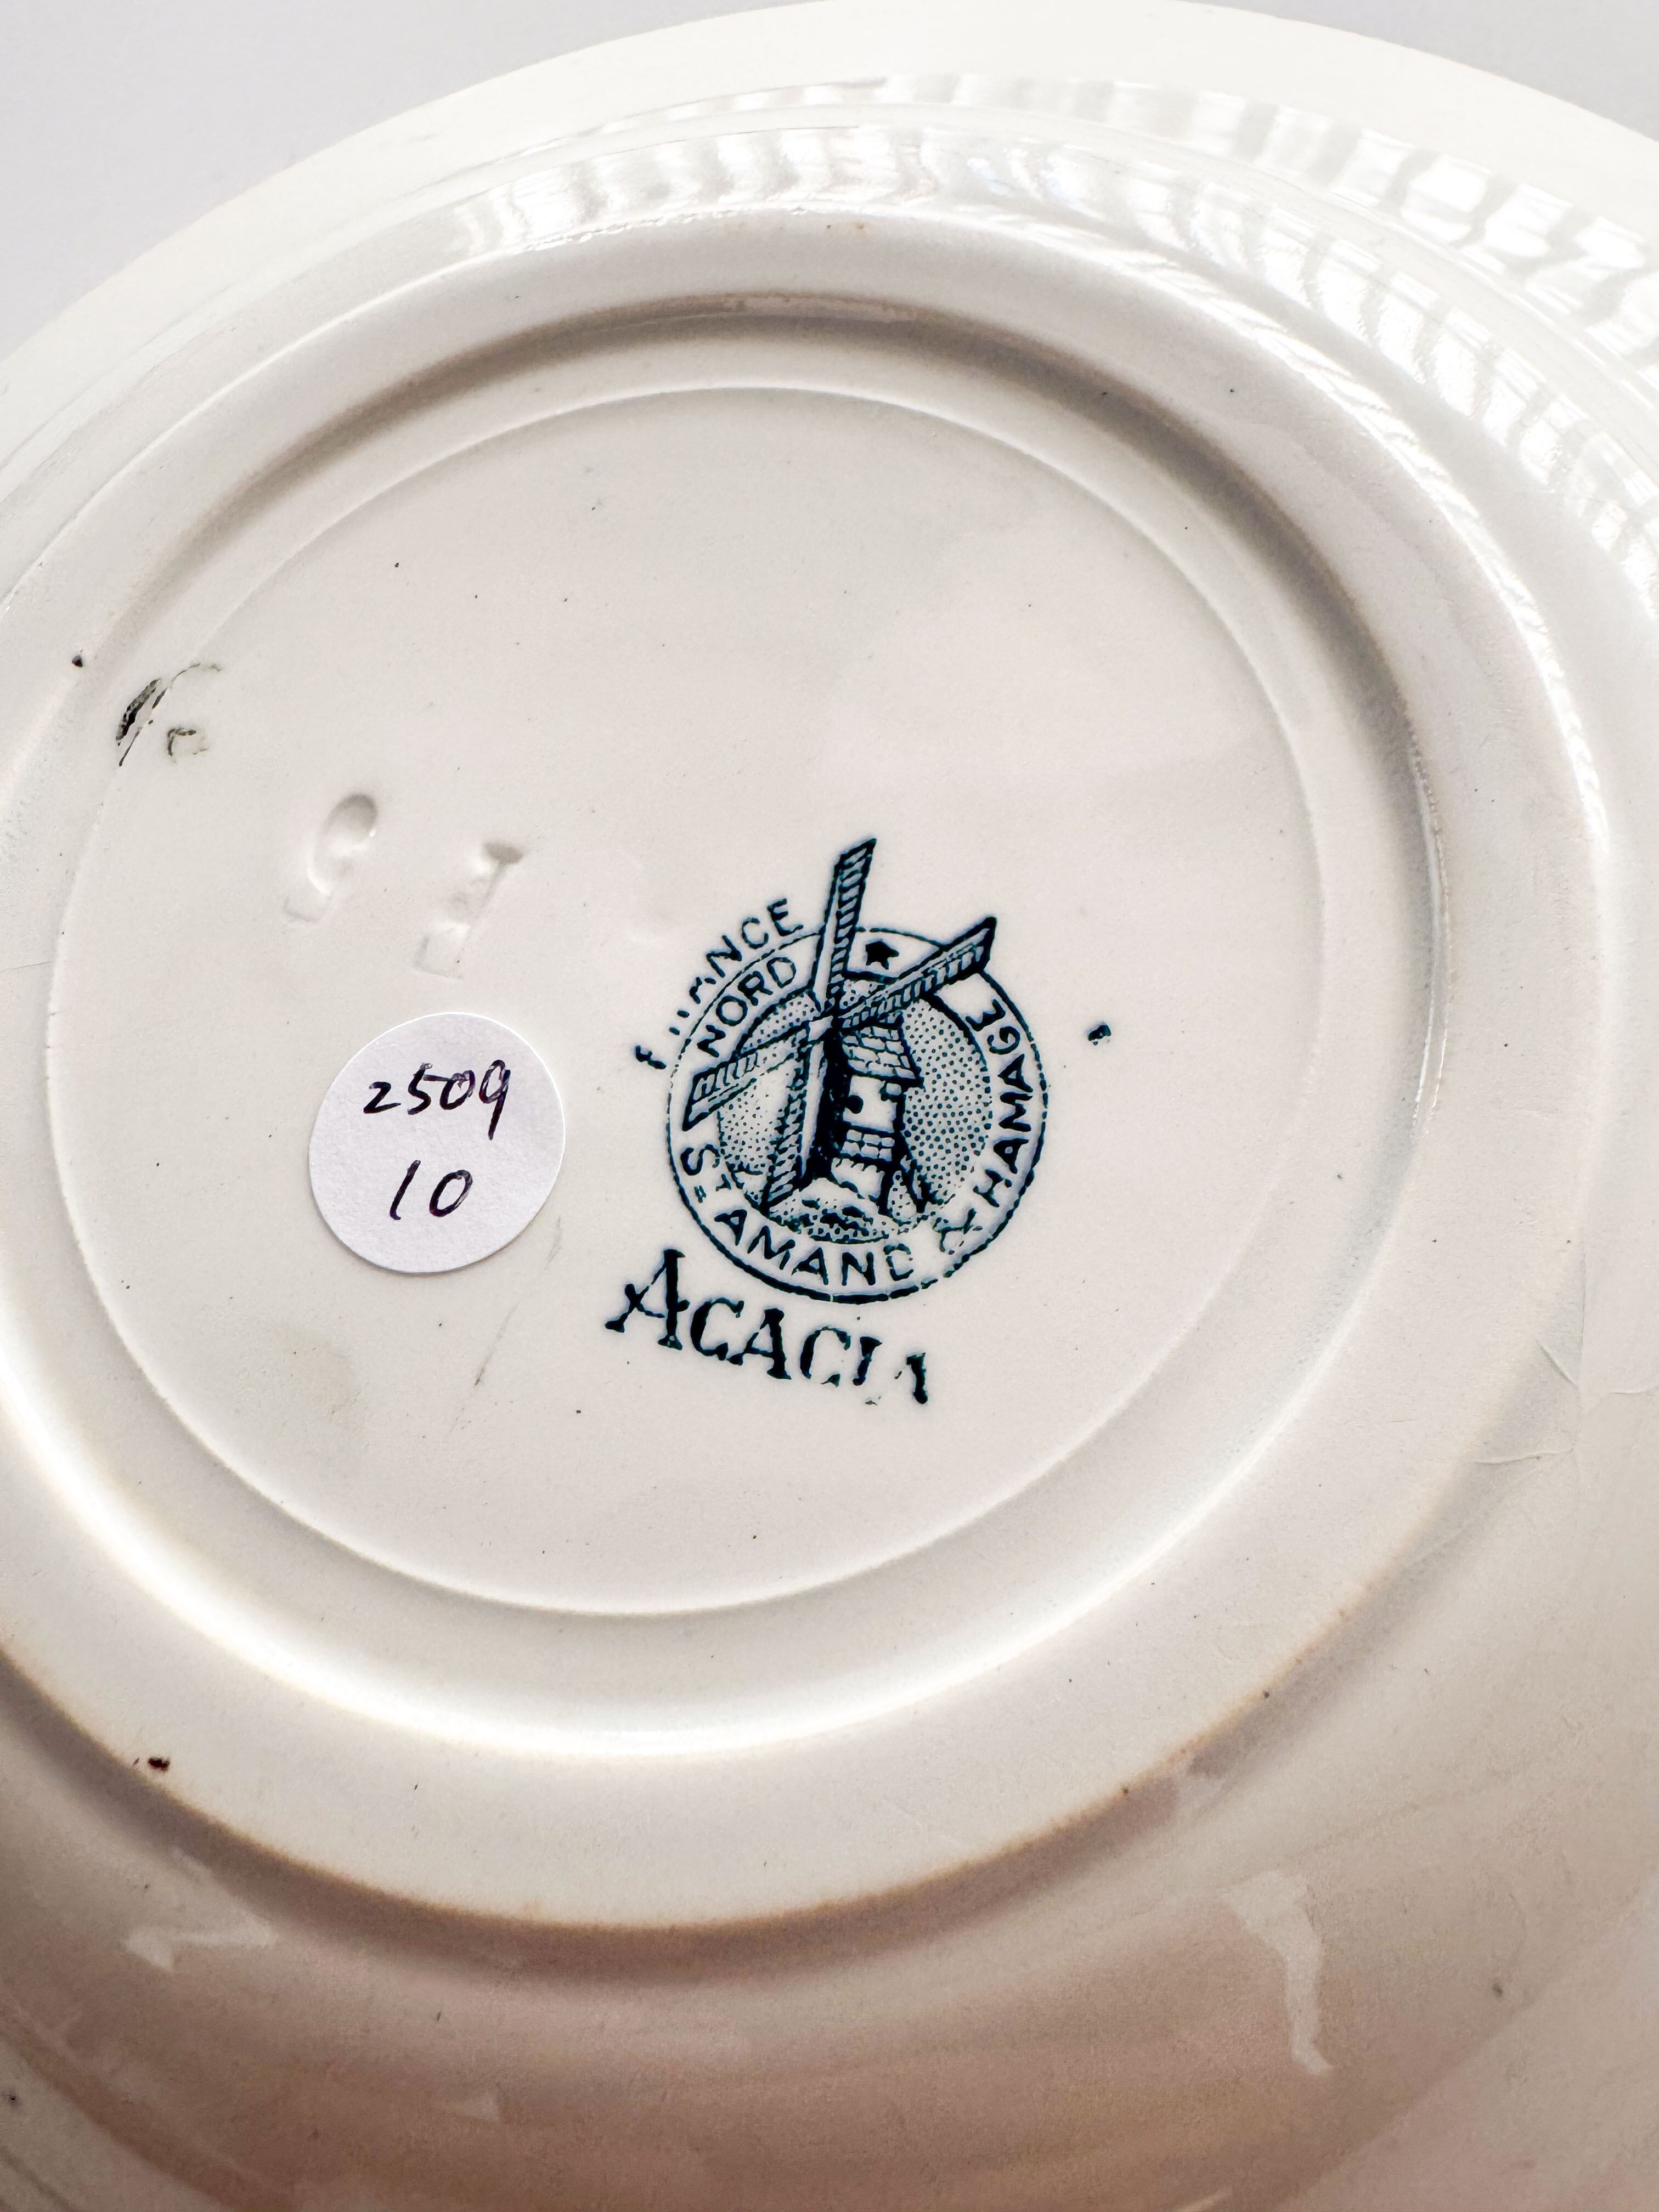 FRANCE
NORD
ST AMAND & HAMAGE
ACACIA
2509
10